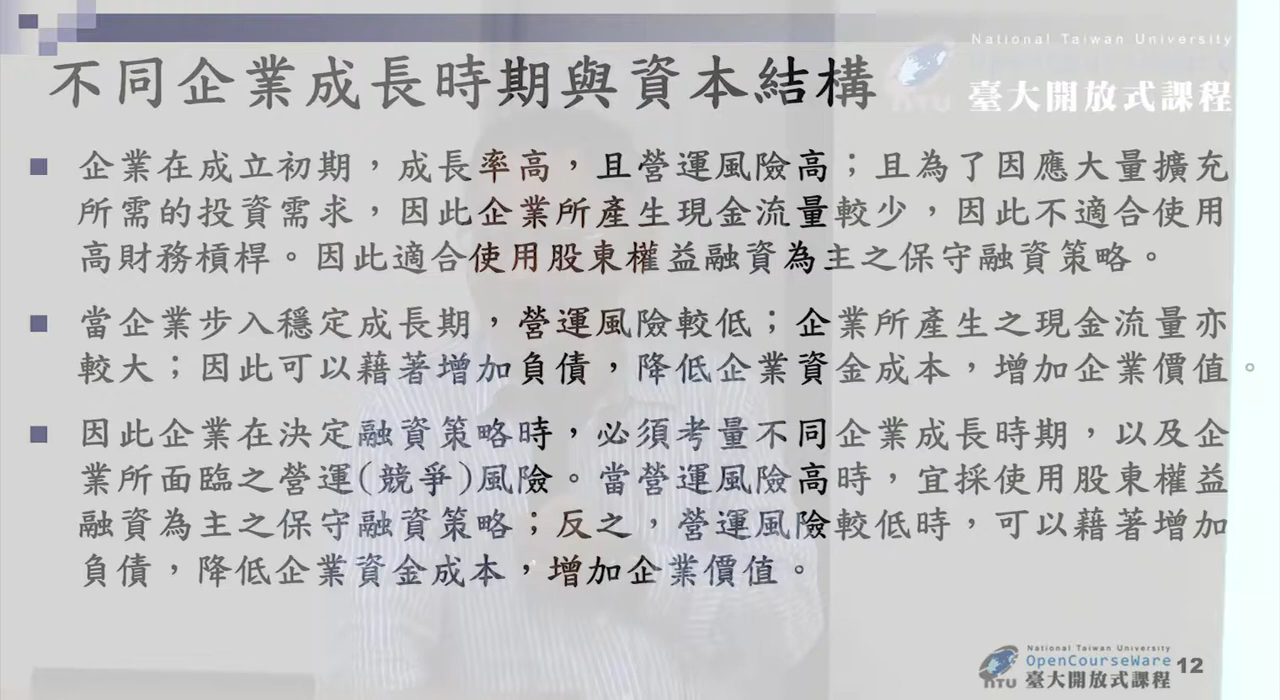 National Taiwan University
臺大開放式課程
不同企業成長時期與資本結構
企業在成立初期，成長率高，且營運風險高；且為了因應大量擴充
所需的投資需求，因此企業所產生現金流量較少，因此不適合使用
高財務槓桿。因此適合使用股東權益融資為主之保守融資策略。
當企業步入穩定成長期，營運風險較低；企業所產生之現金流量亦
較大；因此可以藉著增加負債，降低企業資金成本，增加企業價值。
因此企業在決定融資策略時，必須考量不同企業成長時期，以及企
業所面臨之營運(競爭)風險。當營運風險高時，宜採使用股東權益
融資為主之保守融資策略；反之，營運風險較低時，可以藉著增加
負債，降低企業資金成本，增加企業價值。
National Taiwan University
OpenCourseWare
NTU 臺大開放式課程
12